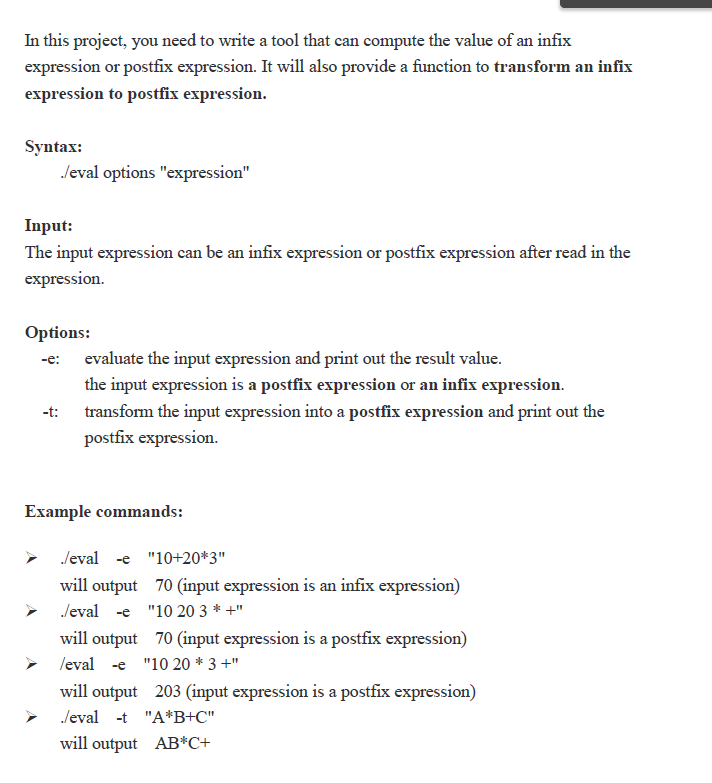 In this project, you need to write a tool that can compute the value of an infix
expression or postfix expression. It will also provide a function to transform an infix
expression to postfix expression.
Syntax:
./eval options "expression"
Input:
The input expression can be an infix expression or postfix expression after read in the
expression.
Options:
-e: evaluate the input expression and print out the result value.
the input expression is a postfix expression or an infix expression.
-t: transform the input expression into a postfix expression and print out the
postfix expression.
Example commands:
➢ ./eval -e "10+20*3"
will output 70 (input expression is an infix expression)
➢ ./eval -e "10 20 3 * +"
will output 70 (input expression is a postfix expression)
➢ /eval -e "10 20 * 3 +"
will output 203 (input expression is a postfix expression)
➢ ./eval -t "A*B+C"
will output AB*C+